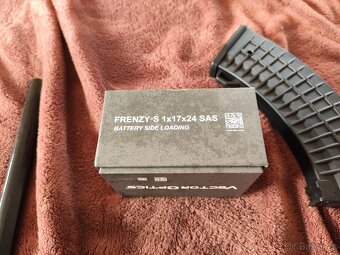 FRENZY-S 1x17x24 SAS
BATTERY SIDE LOADING
VECTOR OPTICS